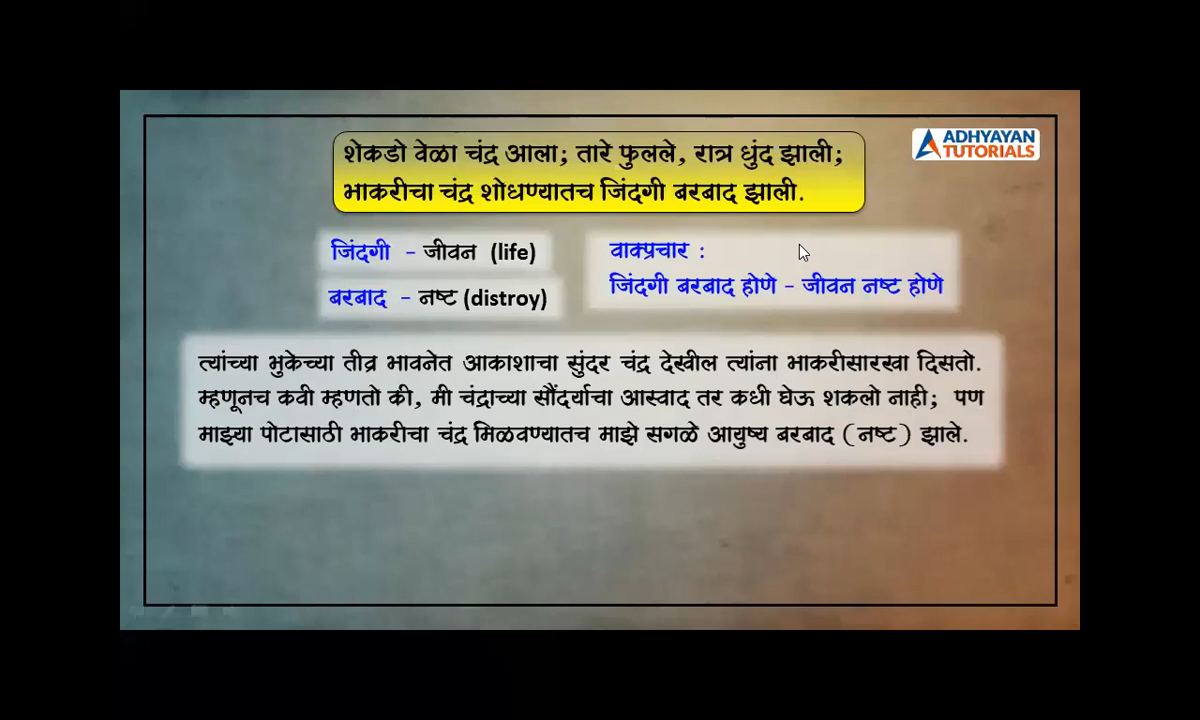 शेकडो वेळा चंद्र आला; तारे फुलले, रात्र धुंद झाली;
भाकरीचा चंद्र शोधण्यातच जिंदगी बरबाद झाली.
ADHYAYAN
TUTORIALS
जिंदगी - जीवन (life)
बरबाद - नष्ट (distroy)
वाक्प्रचार :
जिंदगी बरबाद होणे - जीवन नष्ट होणे
त्यांच्या भुकेच्या तीव्र भावनेत आकाशाचा सुंदर चंद्र देखील त्यांना भाकरीसारखा दिसतो.
म्हणूनच कवी म्हणतो की, मी चंद्राच्या सौंदर्याचा आस्वाद तर कधी घेऊ शकलो नाही; पण
माझ्या पोटासाठी भाकरीचा चंद्र मिळवण्यातच माझे सगळे आयुष्य बरबाद (नष्ट) झाले.